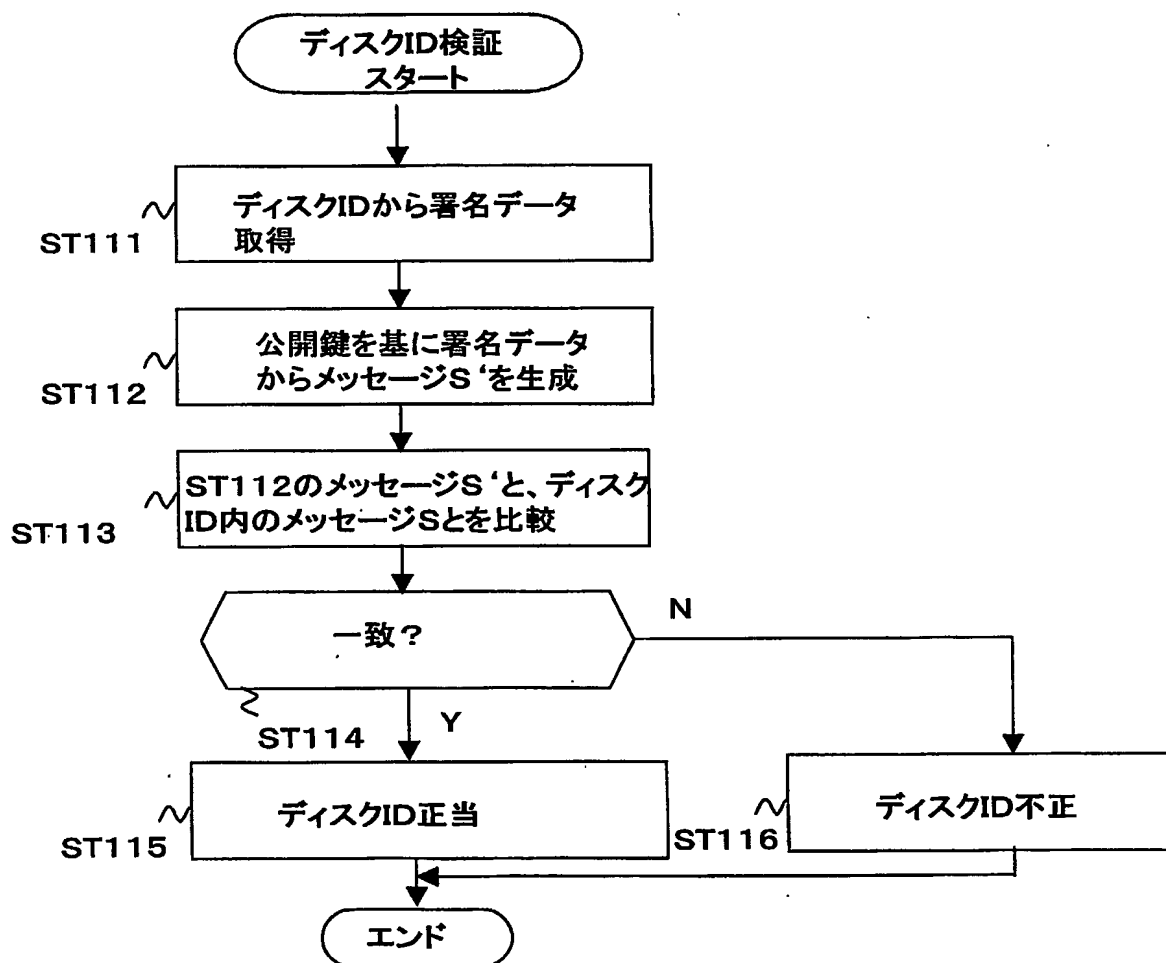 ディスクID検証
スタート
ディスクIDから署名データ
取得
ST111
公開鍵を基に署名データ
からメッセージS‘を生成
ST112
ST112のメッセージS‘と、ディスク
ID内のメッセージSとを比較
ST113
一致？
N
ST114
Y
ディスクID正当
ST115
ディスクID不正
ST116
エンド